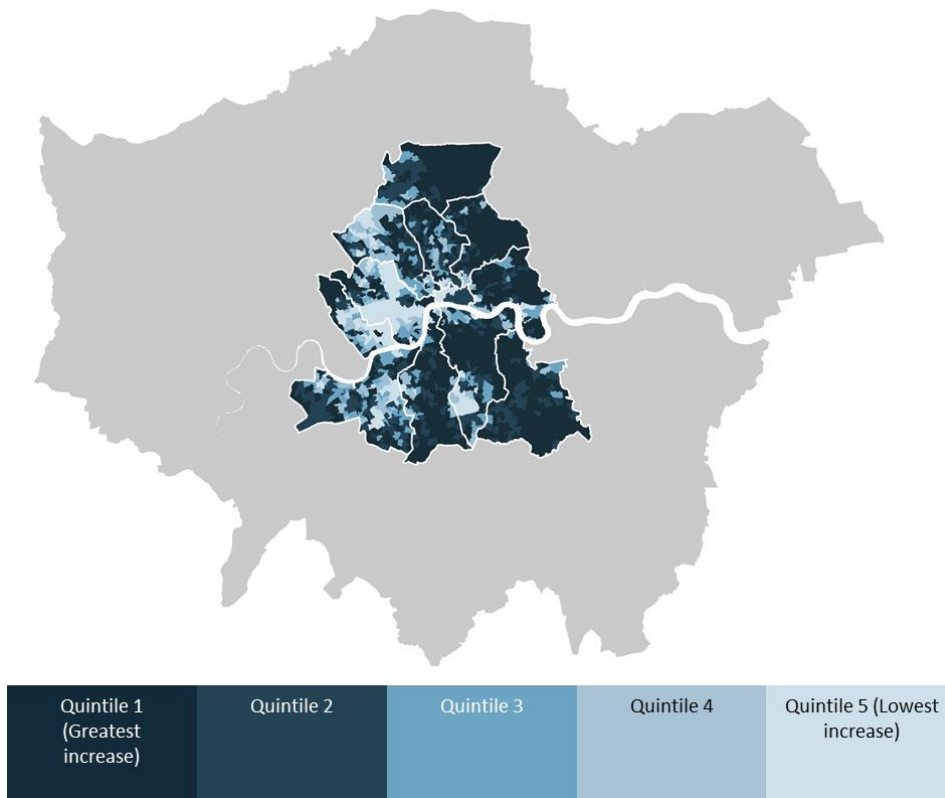 Quintile 1
(Greatest
increase)
Quintile 2
Quintile 3
Quintile 4
Quintile 5 (Lowest
increase)